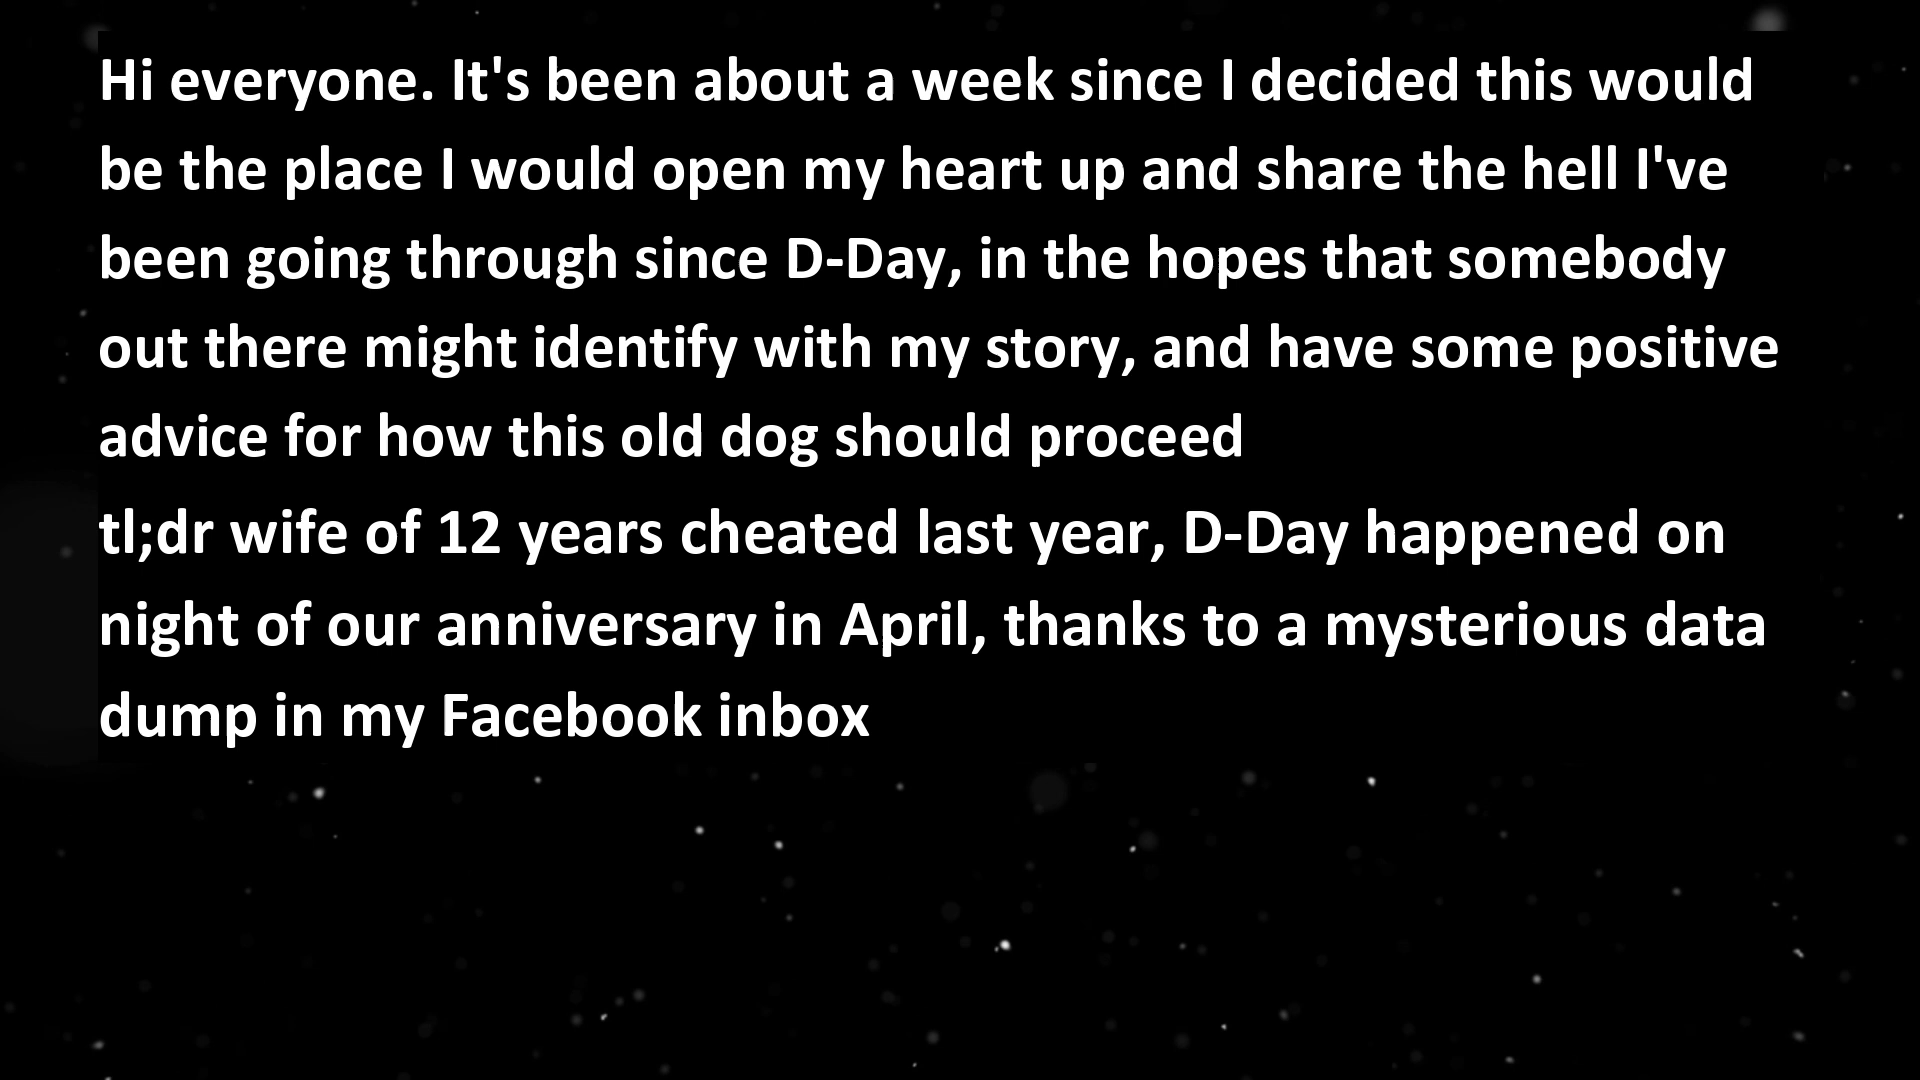 Hi everyone. It's been about a week since I decided this would
be the place I would open my heart up and share the hell I've
been going through since D-Day, in the hopes that somebody
out there might identify with my story, and have some positive
advice for how this old dog should proceed
tl;dr wife of 12 years cheated last year, D-Day happened on
night of our anniversary in April, thanks to a mysterious data
dump in my Facebook inbox